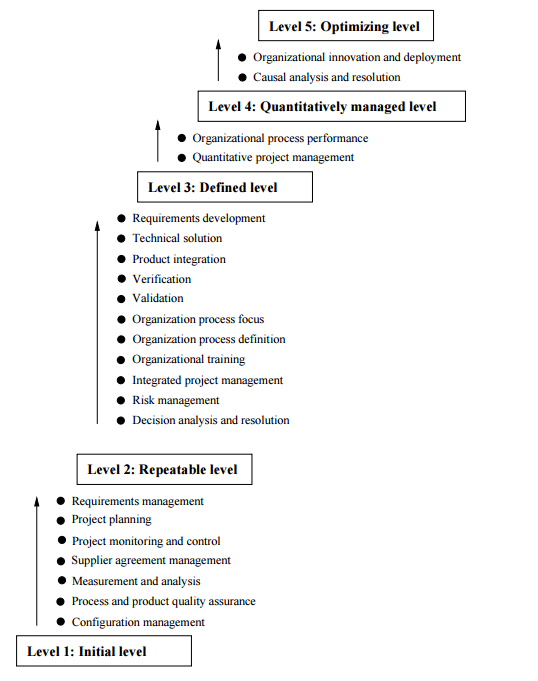 Level 5: Optimizing level
Organizational innovation and deployment
Causal analysis and resolution
Level 4: Quantitatively managed level
Organizational process performance
Quantitative project management
Level 3: Defined level
Requirements development
Technical solution
Product integration
Verification
Validation
Organization process focus
Organization process definition
Organizational training
Integrated project management
Risk management
Decision analysis and resolution
Level 2: Repeatable level
Requirements management
Project planning
Project monitoring and control
Supplier agreement management
Measurement and analysis
Process and product quality assurance
Configuration management
Level 1: Initial level